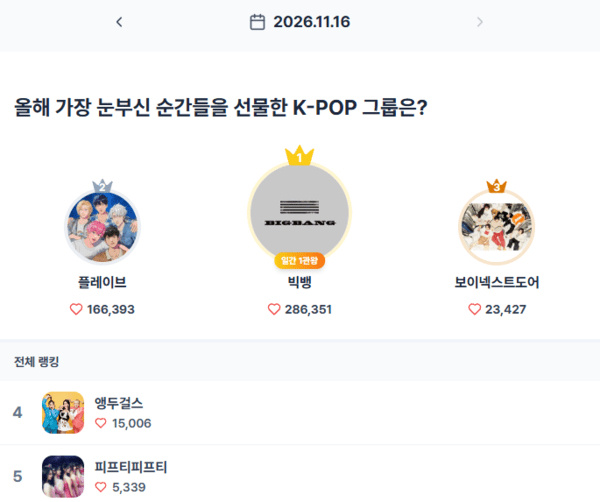 2026.11.16
올해 가장 눈부신 순간들을 선물한 K-POP 그룹은?
2
1
3
BIGBANG
일간 1관왕
플레이브
빅뱅
보이넥스트도어
166,393
286,351
23,427
전체 랭킹
4
앵두걸스
15,006
5
피프티피프티
5,339